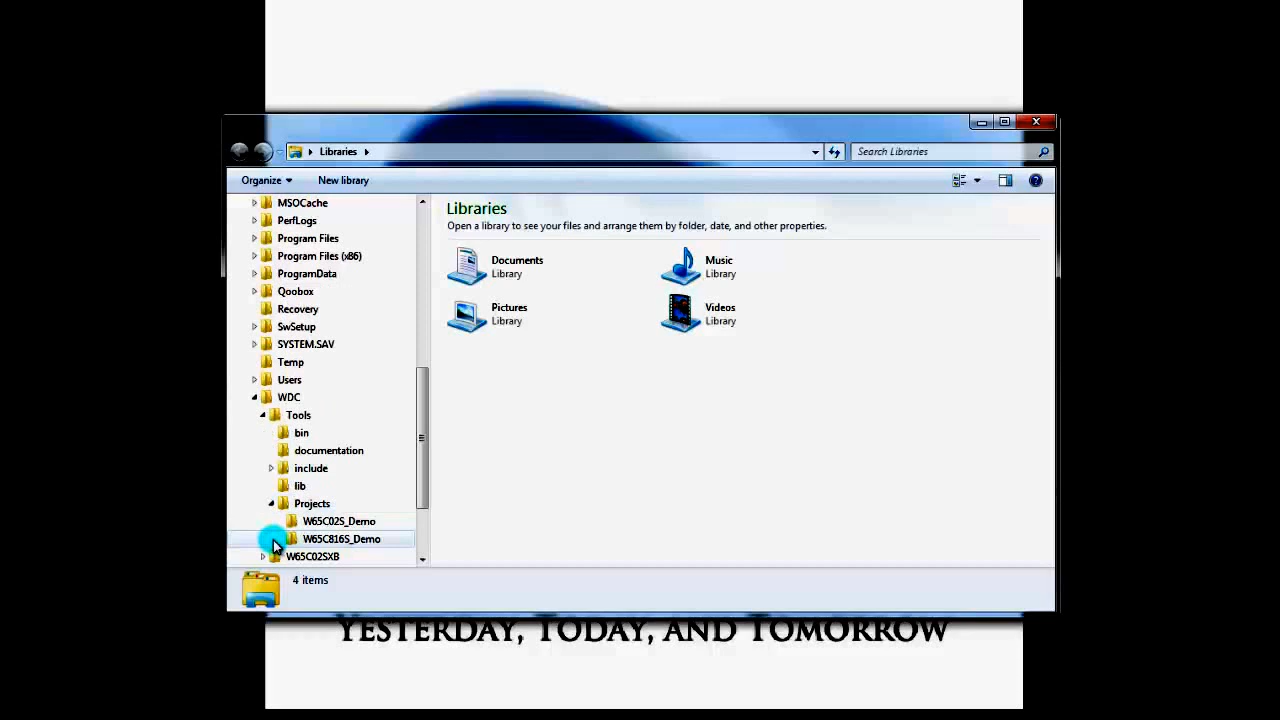 Libraries
Search Libraries
Organize
New library
MSOCache
PerfLogs
Program Files
Program Files (x86)
ProgramData
Qoobox
Recovery
SwSetup
SYSTEM.SAV
Temp
Users
WDC
Tools
bin
documentation
include
lib
Projects
W65C02S_Demo
W65C816S_Demo
W65C02SXB
Libraries
Open a library to see your files and arrange them by folder, date, and other properties.
Documents
Library
Music
Library
Pictures
Library
Videos
Library
4 items
YESTERDAY, TODAY, AND TOMORROW